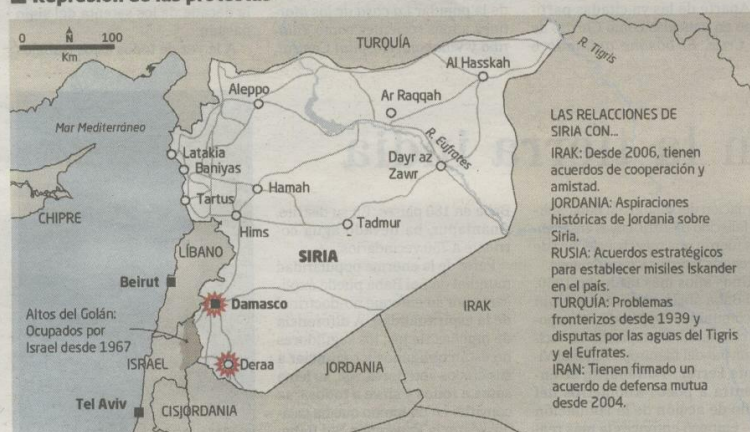 Represión de las protestas
0 N 100
Km
TURQUÍA
R. Tigris
Al Hasskah
Aleppo
Ar Raqqah
Mar Mediterráneo
R. Eufrates
Latakia
Baniyas
Dayr az
Zawr
Hamah
Tartus
CHIPRE
Hims
Tadmur
LÍBANO
SIRIA
Beirut
Damasco
IRAK
Altos del Golán:
Ocupados por
Israel desde 1967
ISRAEL
Deraa
JORDANIA
Tel Aviv
CISJORDANIA
LAS RELACCIONES DE
SIRIA CON...
IRAK: Desde 2006, tienen
acuerdos de cooperación y
amistad.
JORDANIA: Aspiraciones
históricas de Jordania sobre
Siria.
RUSIA: Acuerdos estratégicos
para establecer misiles Iskander
en el país.
TURQUÍA: Problemas
fronterizos desde 1939 y
disputas por las aguas del Tigris
y el Eufrates.
IRAN: Tienen firmado un
acuerdo de defensa mutua
desde 2004.